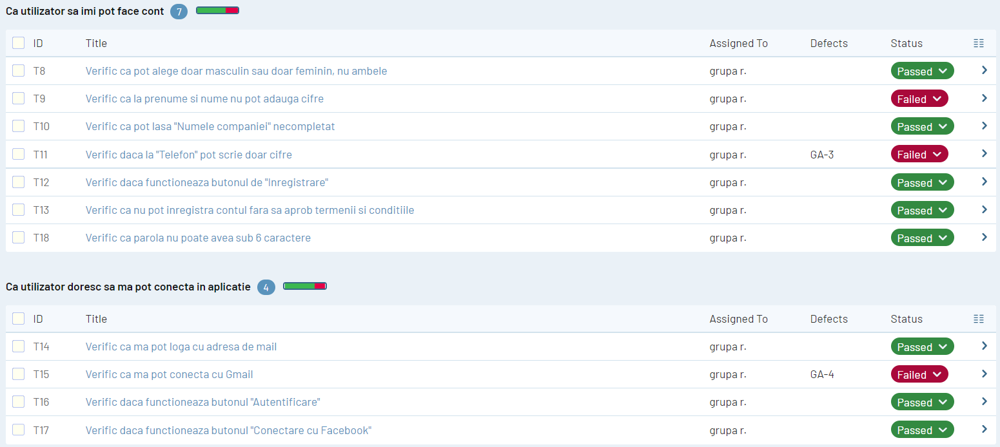 Ca utilizator sa imi pot face cont 7
ID Title Assigned To Defects Status
T8 Verific ca pot alege doar masculin sau doar feminin, nu ambele grupa r. Passed
T9 Verific ca la prenume si nume nu pot adauga cifre grupa r. Failed
T10 Verific ca pot lasa "Numele companiei" necompletat grupa r. Passed
T11 Verific daca la "Telefon" pot scrie doar cifre grupa r. GA-3 Failed
T12 Verific daca functioneaza butonul de "Inregistrare" grupa r. Passed
T13 Verific ca nu pot inregistra contul fara sa aprob termenii si conditiile grupa r. Passed
T18 Verific ca parola nu poate avea sub 6 caractere grupa r. Passed
Ca utilizator doresc sa ma pot conecta in aplicatie 4
ID Title Assigned To Defects Status
T14 Verific ca ma pot loga cu adresa de mail grupa r. Passed
T15 Verific ca ma pot conecta cu Gmail grupa r. GA-4 Failed
T16 Verific daca functioneaza butonul "Autentificare" grupa r. Passed
T17 Verific daca functioneaza butonul "Conectare cu Facebook" grupa r. Passed